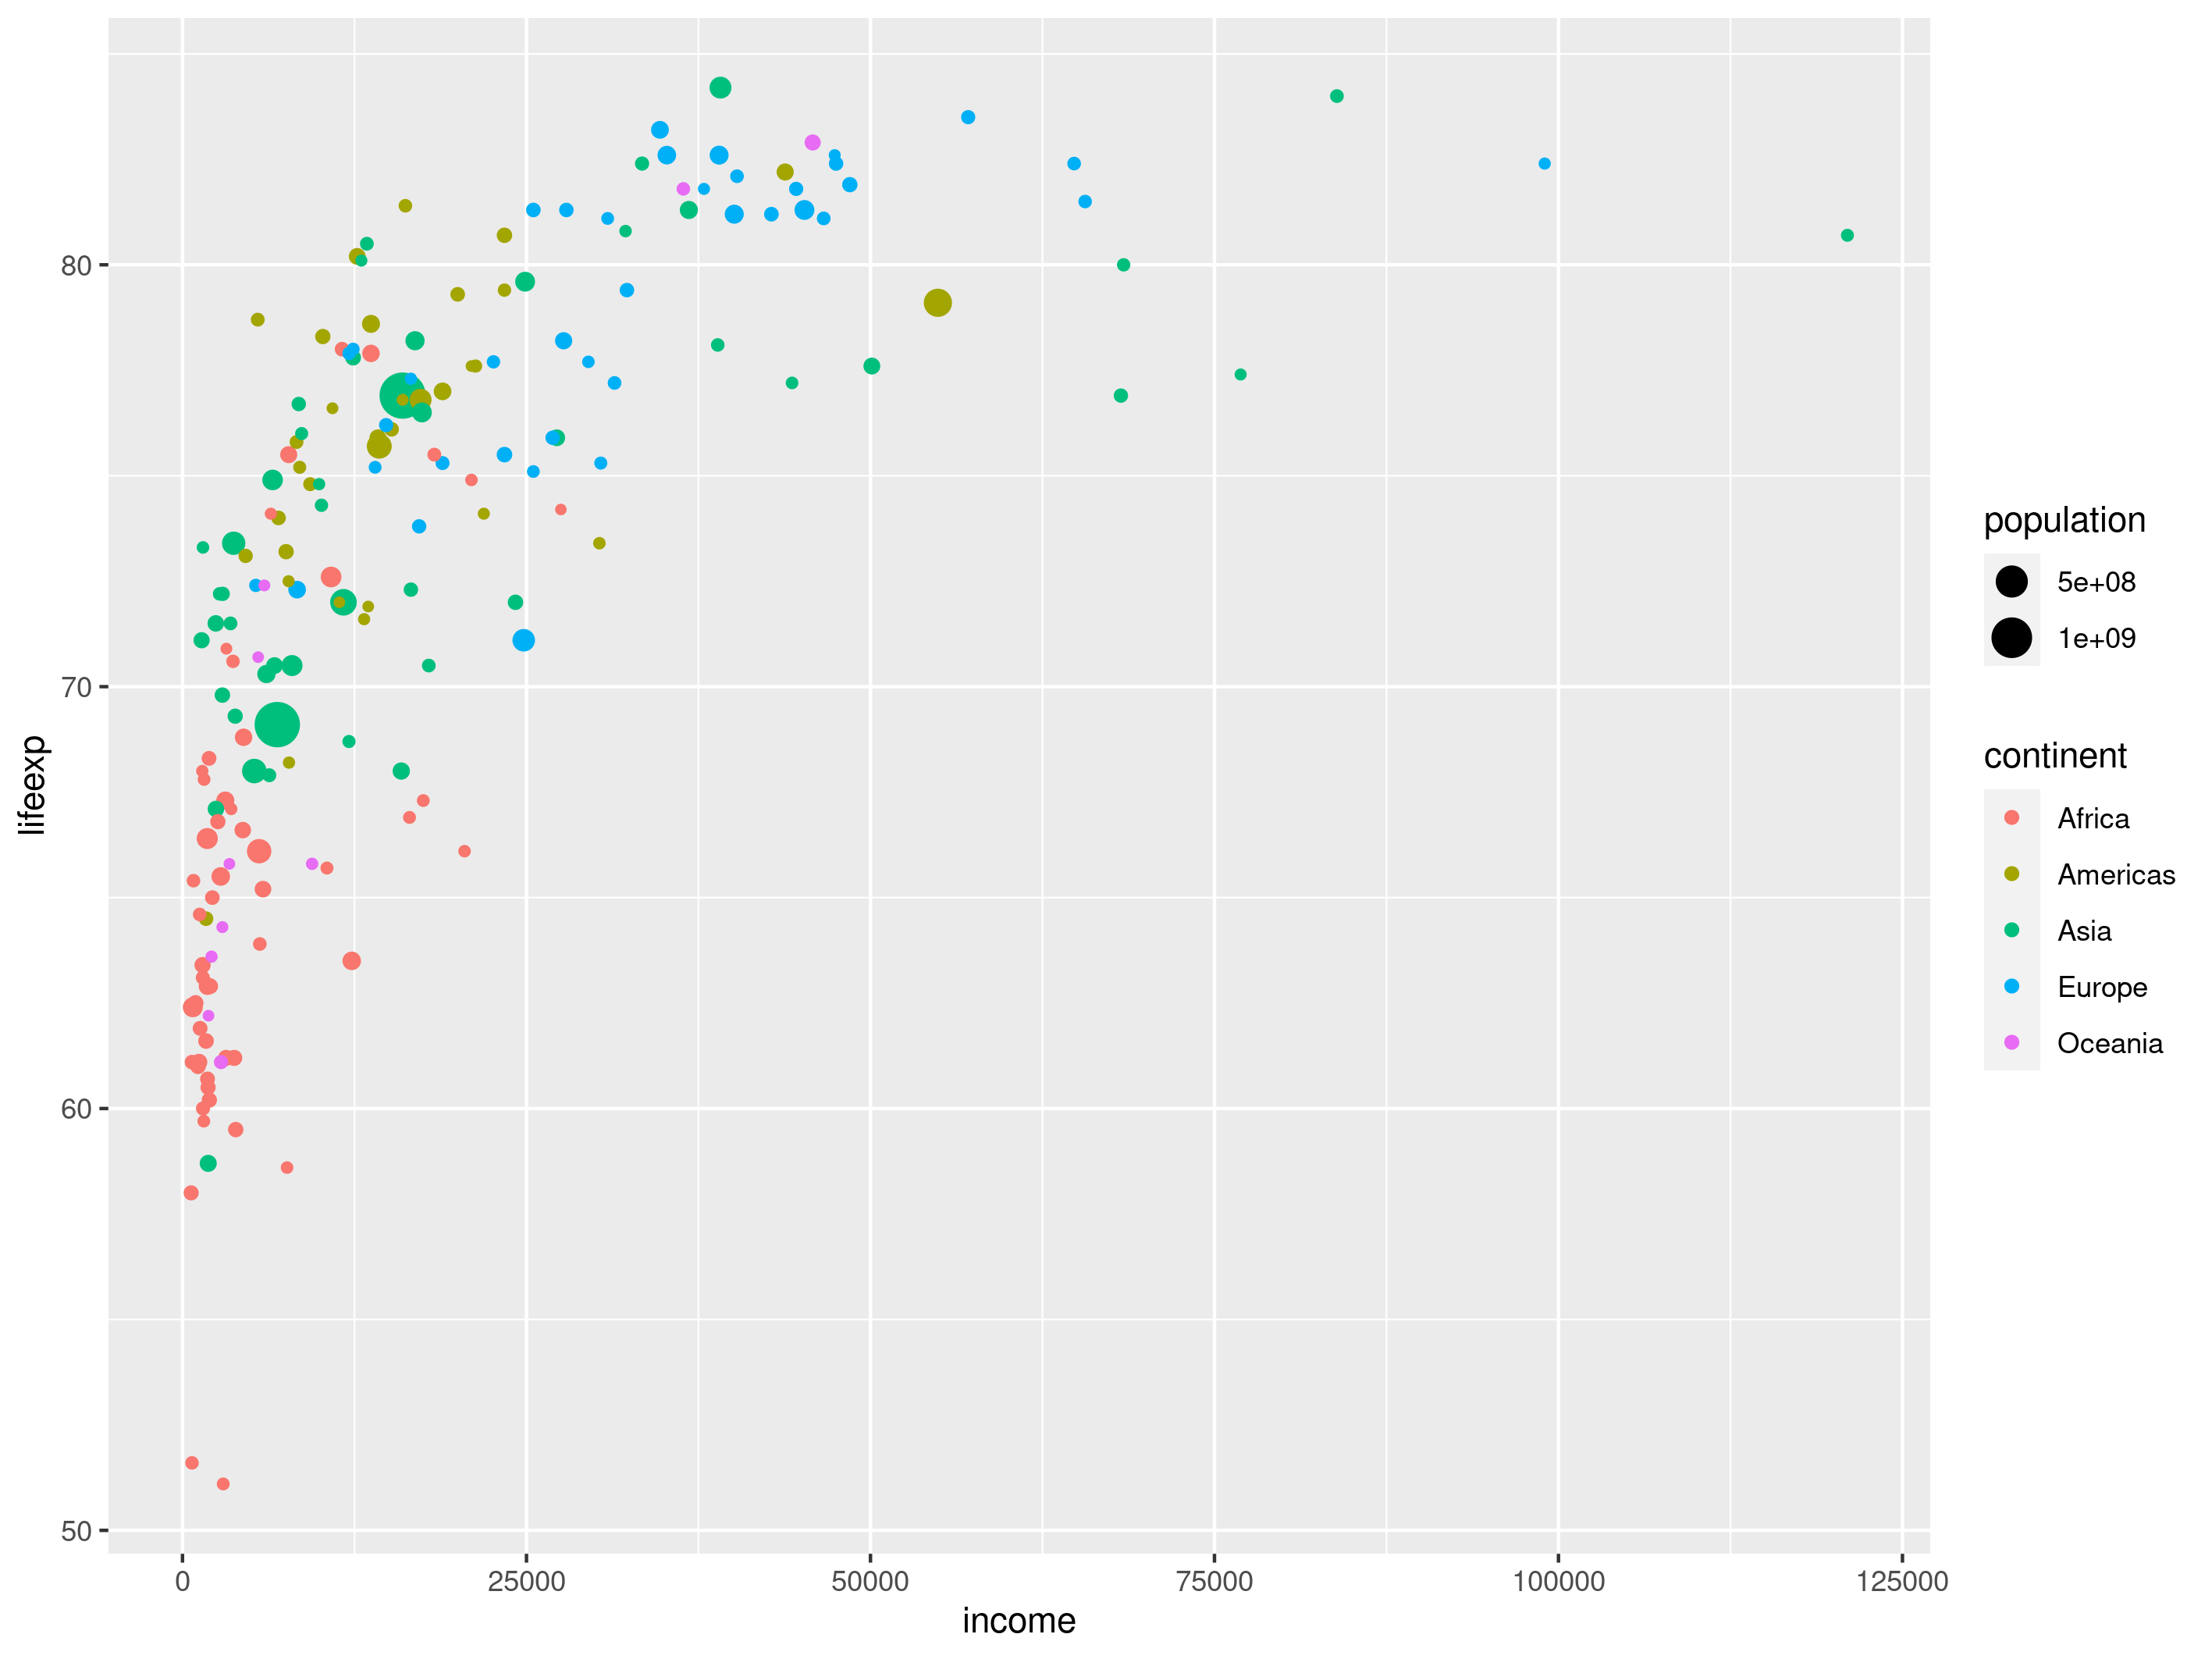 80
70
60
50
lifeexp
0 25000 50000 75000 100000 125000
income
population
5e+08
1e+09
continent
Africa
Americas
Asia
Europe
Oceania